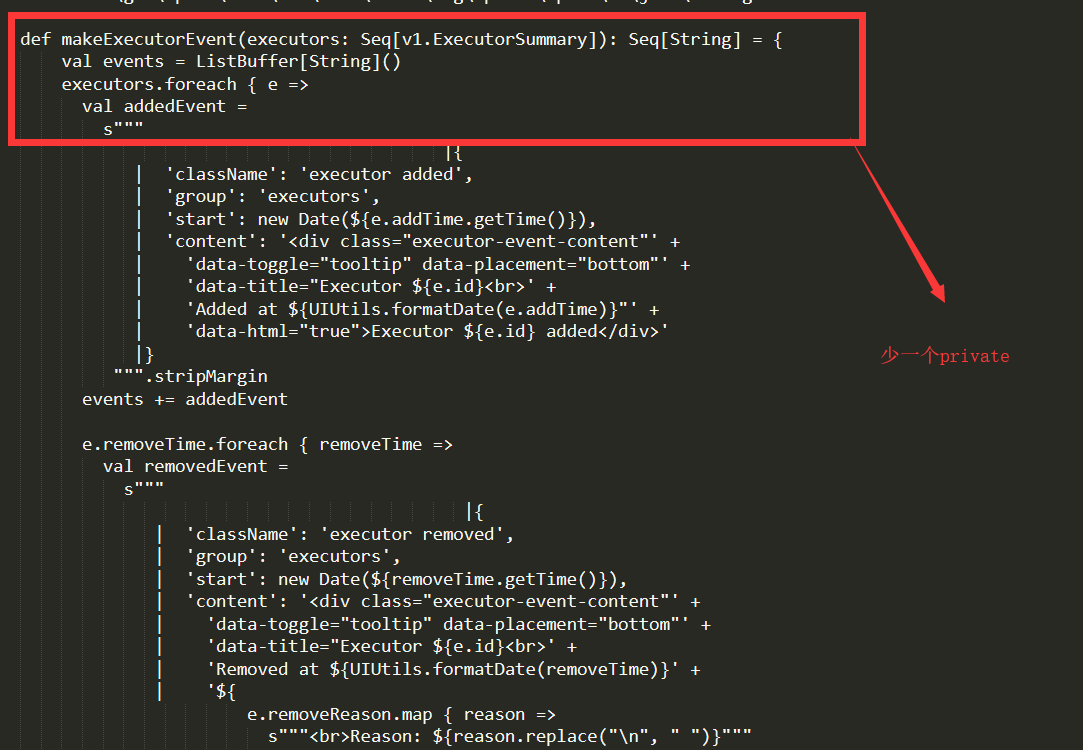 def makeExecutorEvent(executors: Seq[v1.ExecutorSummary]): Seq[String] = {
val events = ListBuffer[String]()
executors.foreach { e =>
val addedEvent =
s"""
|{
| 'className': 'executor added',
| 'group': 'executors',
| 'start': new Date(${e.addTime.getTime()}),
| 'content': '<div class="executor-event-content"' +
| 'data-toggle="tooltip" data-placement="bottom"' +
| 'data-title="Executor ${e.id}<br>' +
| 'Added at ${UIUtils.formatDate(e.addTime)}"' +
| 'data-html="true">Executor ${e.id} added</div>'
|}
""".stripMargin
events += addedEvent
e.removeTime.foreach { removeTime =>
val removedEvent =
s"""
|{
| 'className': 'executor removed',
| 'group': 'executors',
| 'start': new Date(${removeTime.getTime()}),
| 'content': '<div class="executor-event-content"' +
| 'data-toggle="tooltip" data-placement="bottom"' +
| 'data-title="Executor ${e.id}<br>' +
| 'Removed at ${UIUtils.formatDate(removeTime)}' +
| '${
e.removeReason.map { reason =>
s"""<br>Reason: ${reason.replace("\n", " ")}"""
少一个private